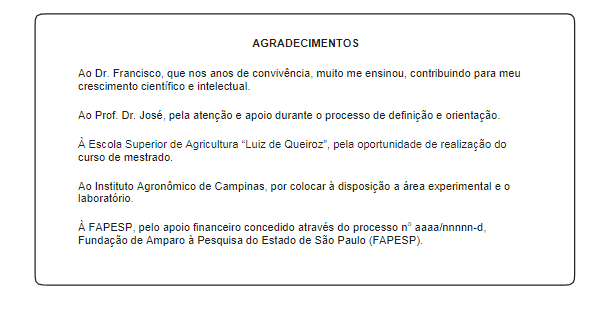 AGRADECIMENTOS
Ao Dr. Francisco, que nos anos de convivência, muito me ensinou, contribuindo para meu
crescimento científico e intelectual.
Ao Prof. Dr. José, pela atenção e apoio durante o processo de definição e orientação.
À Escola Superior de Agricultura “Luiz de Queiroz”, pela oportunidade de realização do
curso de mestrado.
Ao Instituto Agronômico de Campinas, por colocar à disposição a área experimental e o
laboratório.
À FAPESP, pelo apoio financeiro concedido através do processo n° aaaa/nnnnn-d,
Fundação de Amparo à Pesquisa do Estado de São Paulo (FAPESP).